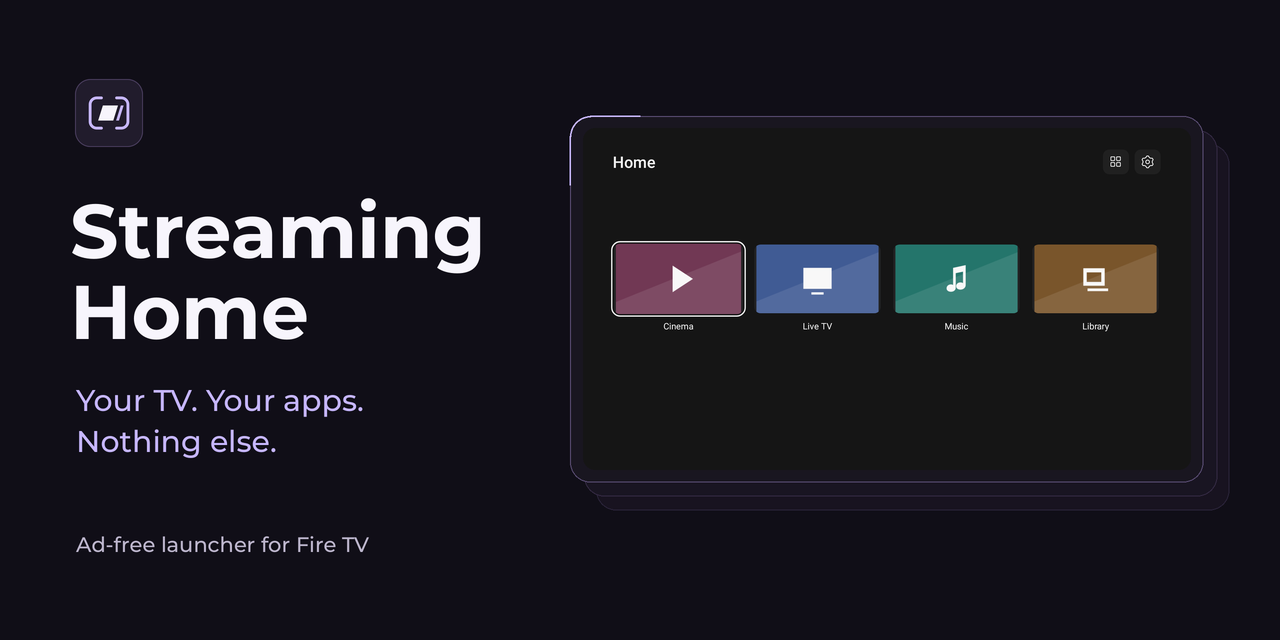 Streaming
Home
Your TV. Your apps.
Nothing else.
Ad-free launcher for Fire TV
Home
Cinema
Live TV
Music
Library